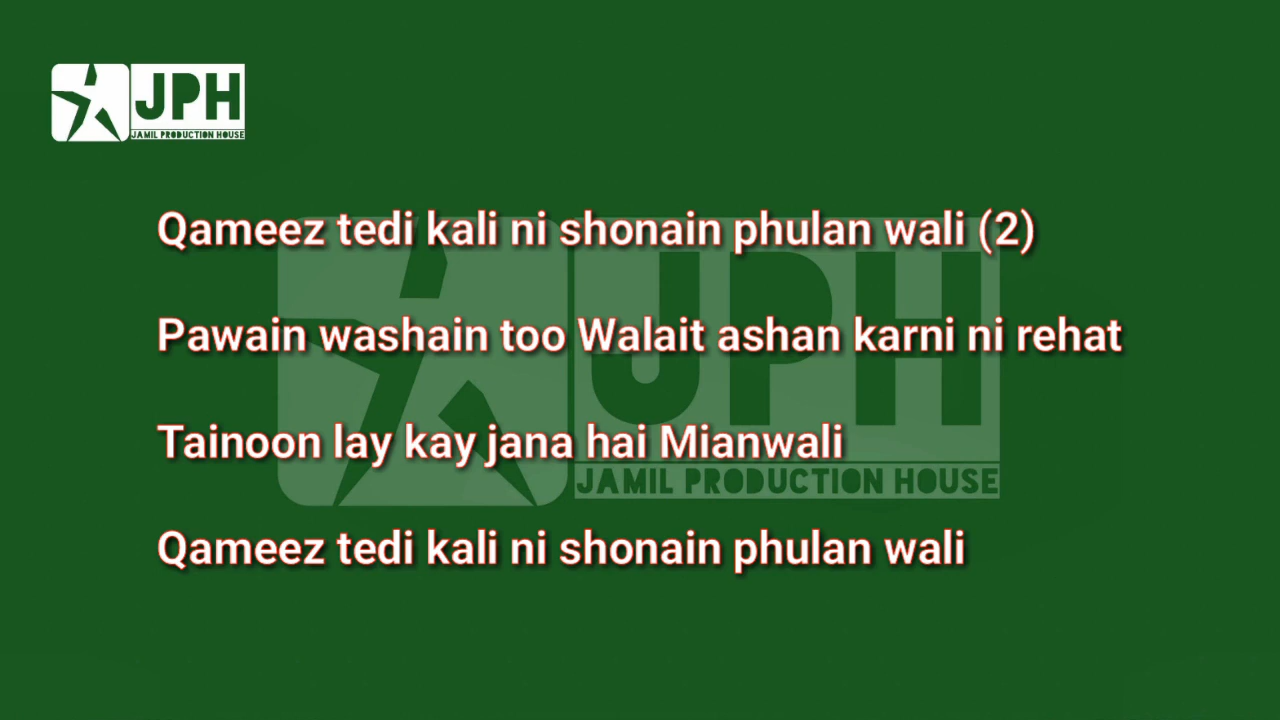 JPH
JAMIL PRODUCTION HOUSE
Qameez tedi kali ni shonain phulan wali (2)
Pawain washain too Walait ashan karni ni rehat
Tainoon lay kay jana hai Mianwali
Qameez tedi kali ni shonain phulan wali
JPH
JAMIL PRODUCTION HOUSE